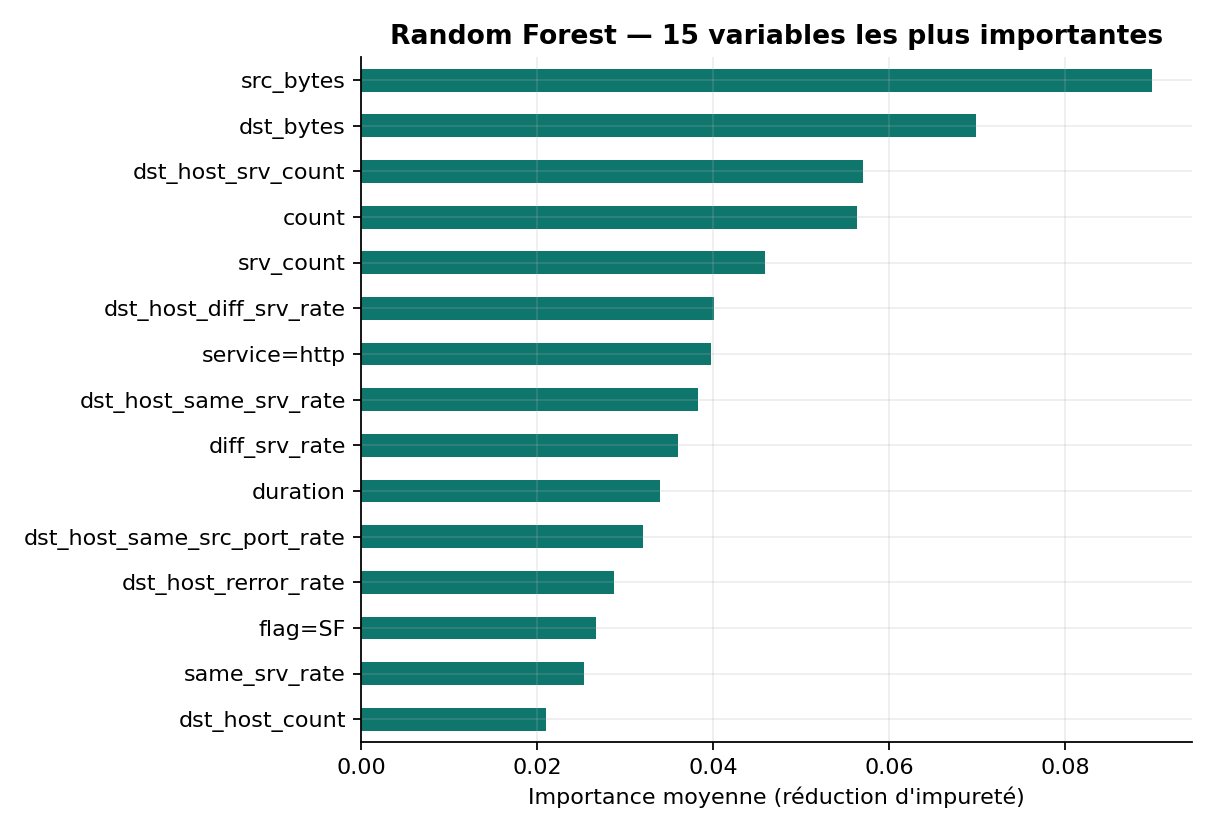 Random Forest — 15 variables les plus importantes
src_bytes
dst_bytes
dst_host_srv_count
count
srv_count
dst_host_diff_srv_rate
service=http
dst_host_same_srv_rate
diff_srv_rate
duration
dst_host_same_src_port_rate
dst_host_rerror_rate
flag=SF
same_srv_rate
dst_host_count
0.00 0.02 0.04 0.06 0.08
Importance moyenne (réduction d'impureté)